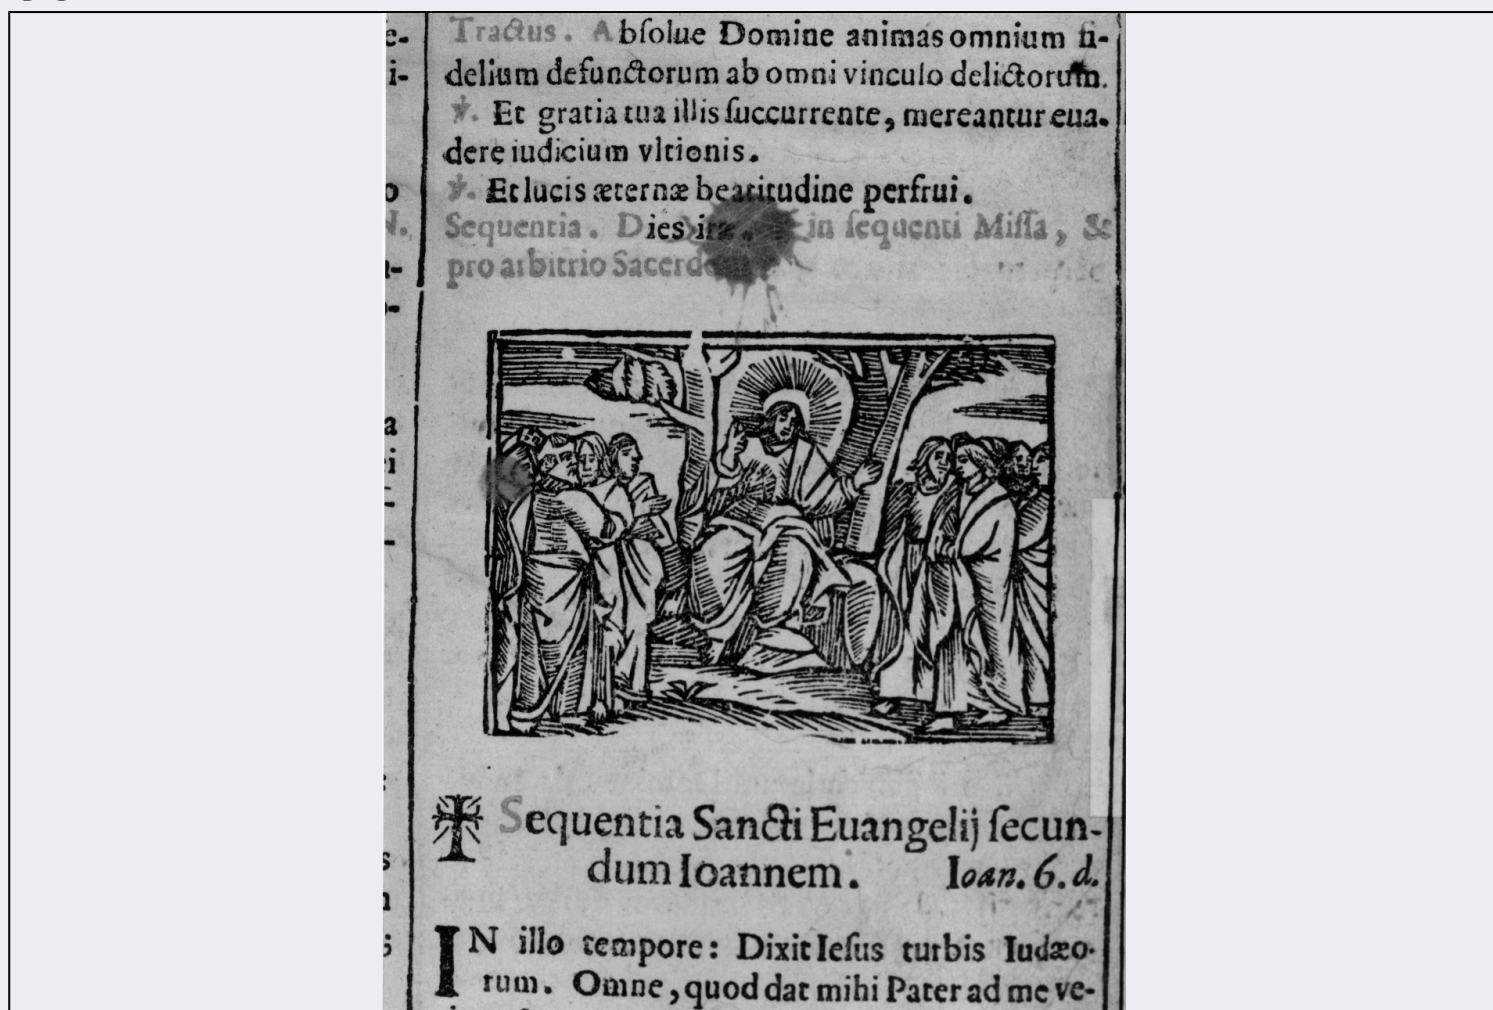 Tractus. Abſolue Domine animas omnium fi-
delium defunctorum ab omni vinculo delictorum.
℣. Et gratia tua illis ſuccurrente, mereantur eua-
dere iudicium vltionis.
℣. Et lucis æternæ beatitudine perfrui.
Sequentia. Dies iræ. in ſequenti Miſſa, &
pro arbitrio
✠ Sequentia Sancti Euangelij ſecun-
dum Ioannem. Ioan. 6. d.
IN illo tempore: Dixit Ieſus turbis Iudæo-
rum. Omne, quod dat mihi Pater ad me ve-